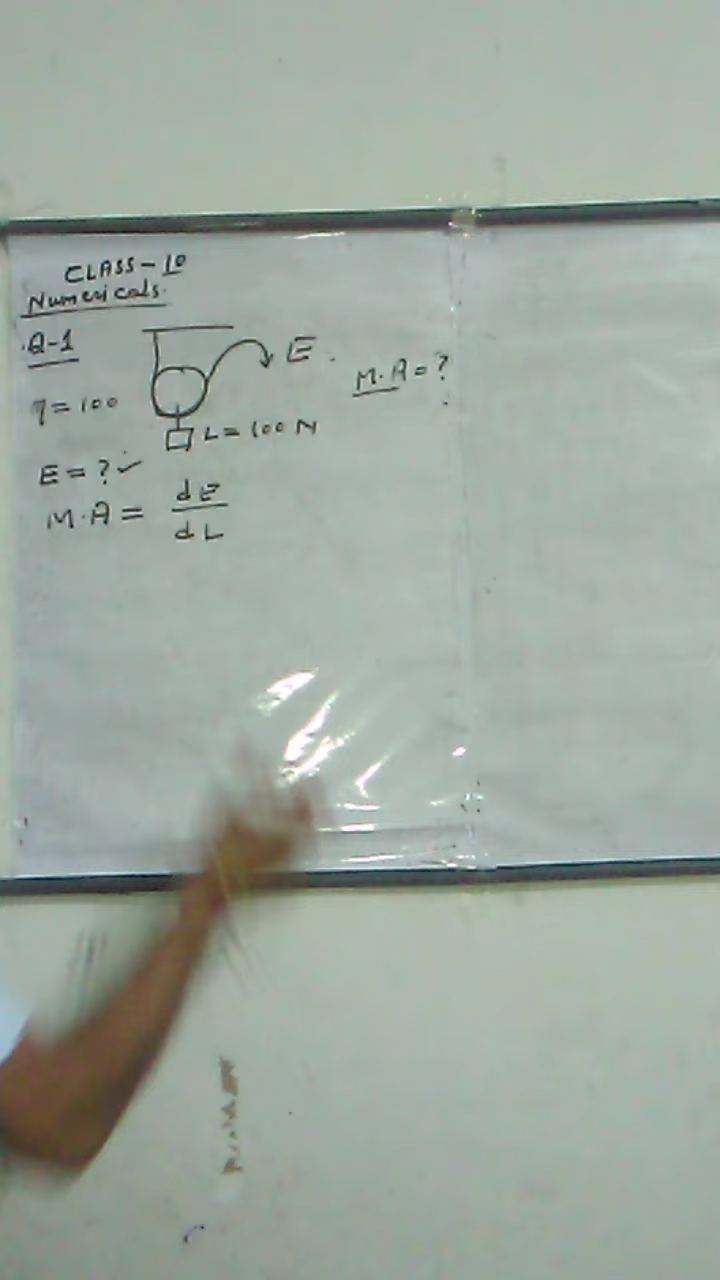 CLASS-10
Numericals.
Q-1
E.
M.A=?
η=100
L=100 N
E=?✓
M.A= dE/dL